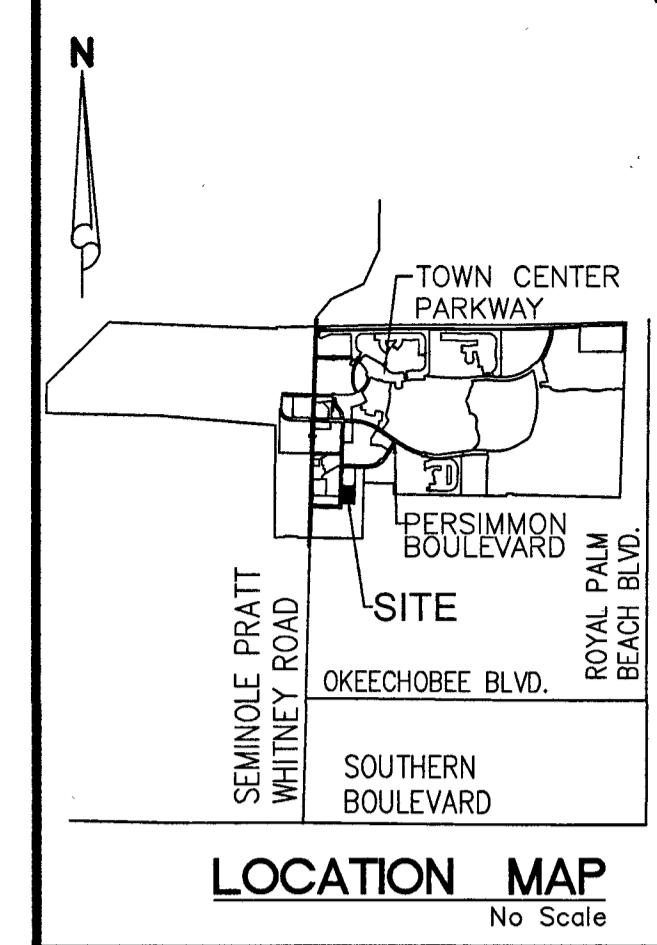 N
TOWN CENTER
PARKWAY
PERSIMMON
BOULEVARD
SITE
SEMINOLE PRATT
WHITNEY ROAD
ROYAL PALM
BEACH BLVD.
OKEECHOBEE BLVD.
SOUTHERN
BOULEVARD
LOCATION MAP
No Scale